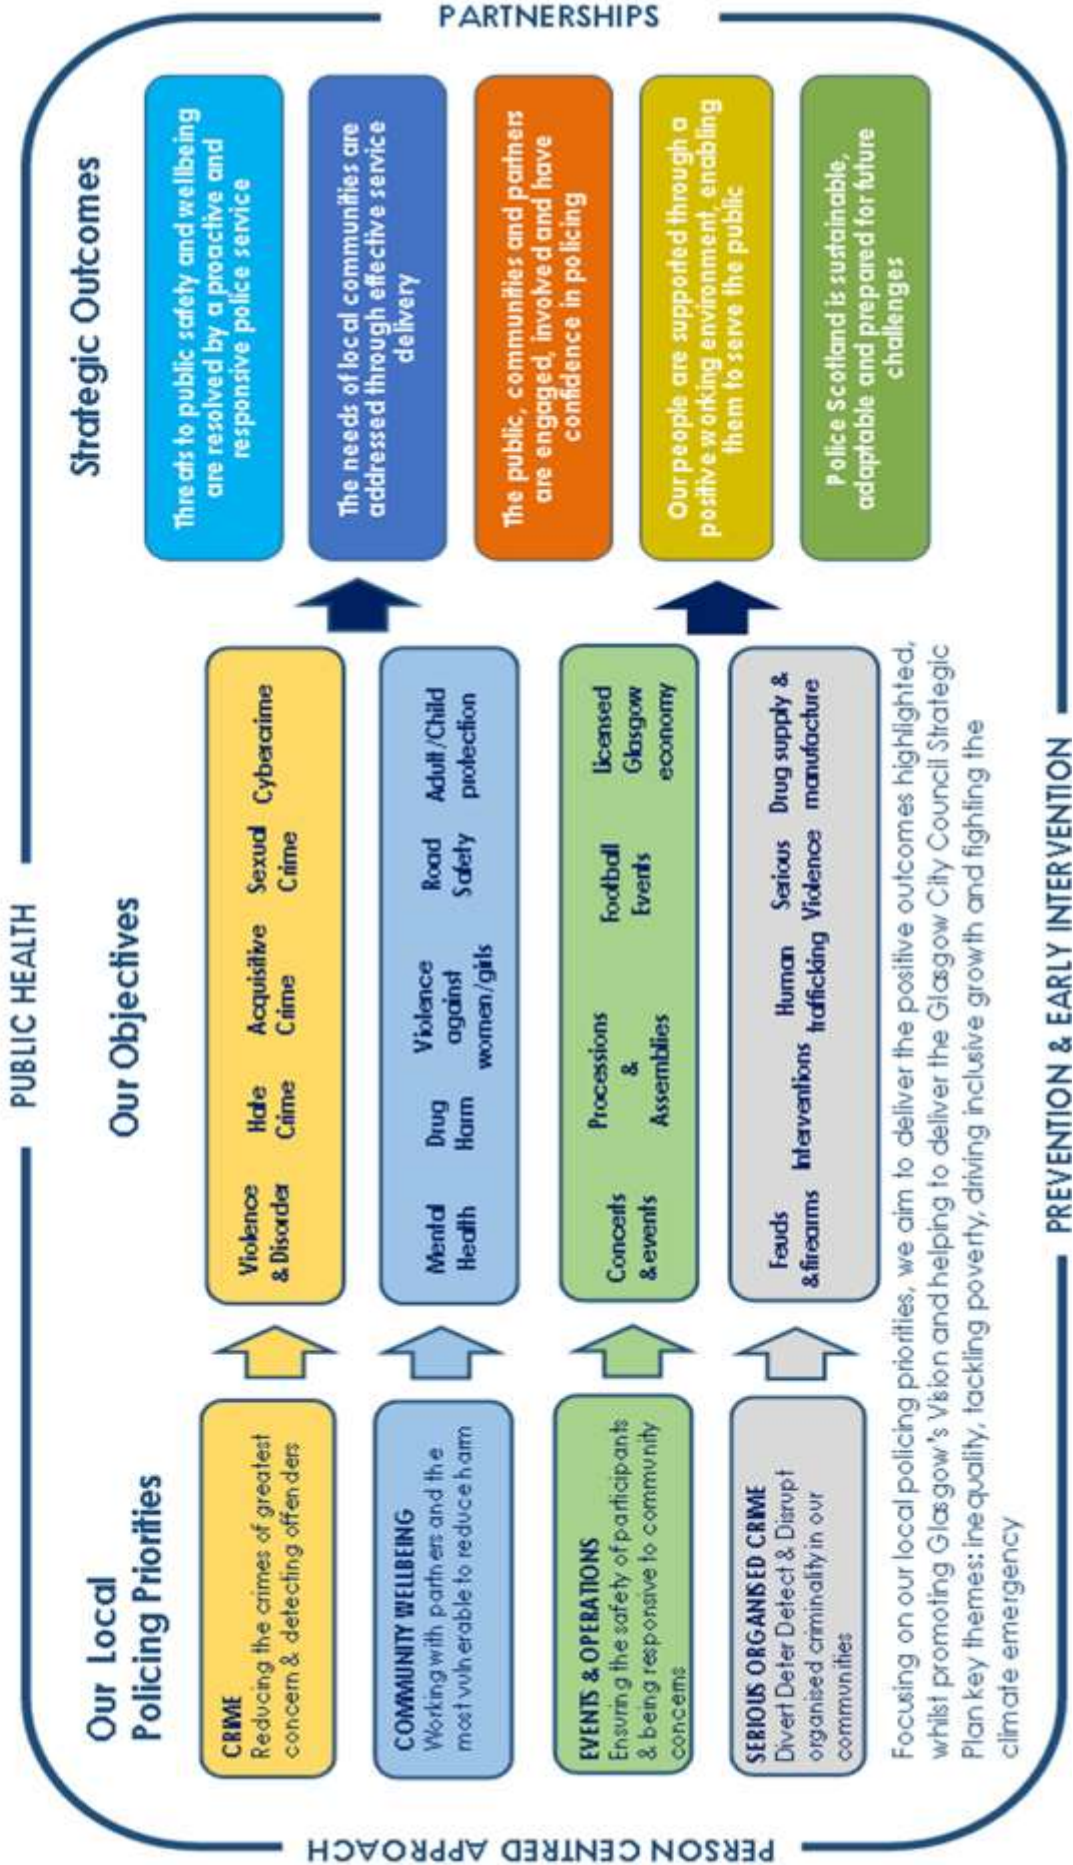 PUBLIC HEALTH
Our Local
Policing Priorities
Our Objectives
Strategic Outcomes
CRIME
Reducing the crimes of greatest
concern & detecting offenders
Violence
& Disorder
Hate
Crime
Acquisitive
Crime
Sexual
Crime
Cybercrime
Threats to public safety and wellbeing
are resolved by a proactive and
responsive police service
COMMUNITY WELLBEING
Working with partners and the
most vulnerable to reduce harm
Mental
Health
Drug
Harm
Violence
against
women/girls
Road
Safety
Adult/Child
protection
The needs of local communities are
addressed through effective service
delivery
EVENTS & OPERATIONS
Ensuring the safety of participants
& being responsive to community
concerns
Concerts
& events
Processions
&
Assemblies
Football
Events
Licensed
Glasgow
economy
The public, communities and partners
are engaged, involved and have
confidence in policing
SERIOUS ORGANISED CRIME
Divert Deter Detect & Disrupt
organised criminality in our
communities
Feuds
& firearms
Interventions
Human
trafficking
Serious
Violence
Drug supply &
manufacture
Our people are supported through a
positive working environment, enabling
them to serve the public
Police Scotland is sustainable,
adaptable and prepared for future
challenges
Focusing on our local policing priorities, we aim to deliver the positive outcomes highlighted,
whilst promoting Glasgow's Vision and helping to deliver the Glasgow City Council Strategic
Plan key themes: inequality, tackling poverty, driving inclusive growth and fighting the
climate emergency
PERSON CENTRED APPROACH
PARTNERSHIPS
PREVENTION & EARLY INTERVENTION